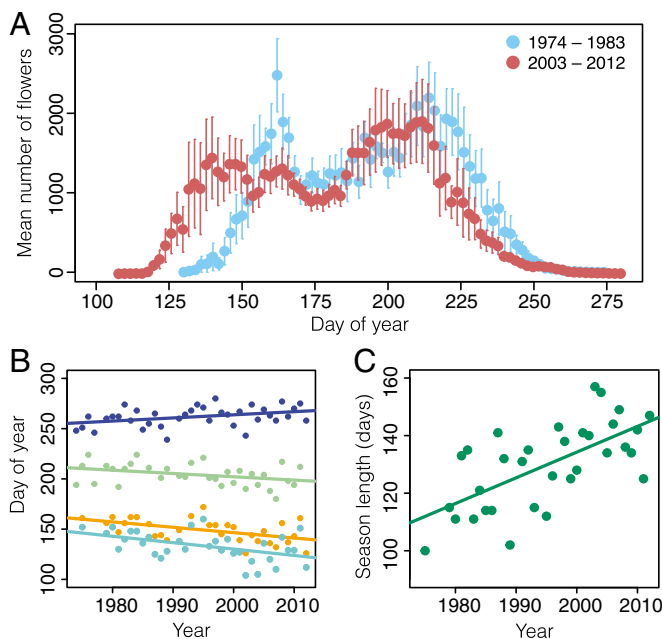 A
Mean number of flowers
3000
2000
1000
0
1974 – 1983
2003 – 2012
100 125 150 175 200 225 250 275
Day of year
B
Day of year
300
250
200
150
100
1980 1990 2000 2010
Year
C
Season length (days)
160
140
120
100
1980 1990 2000 2010
Year